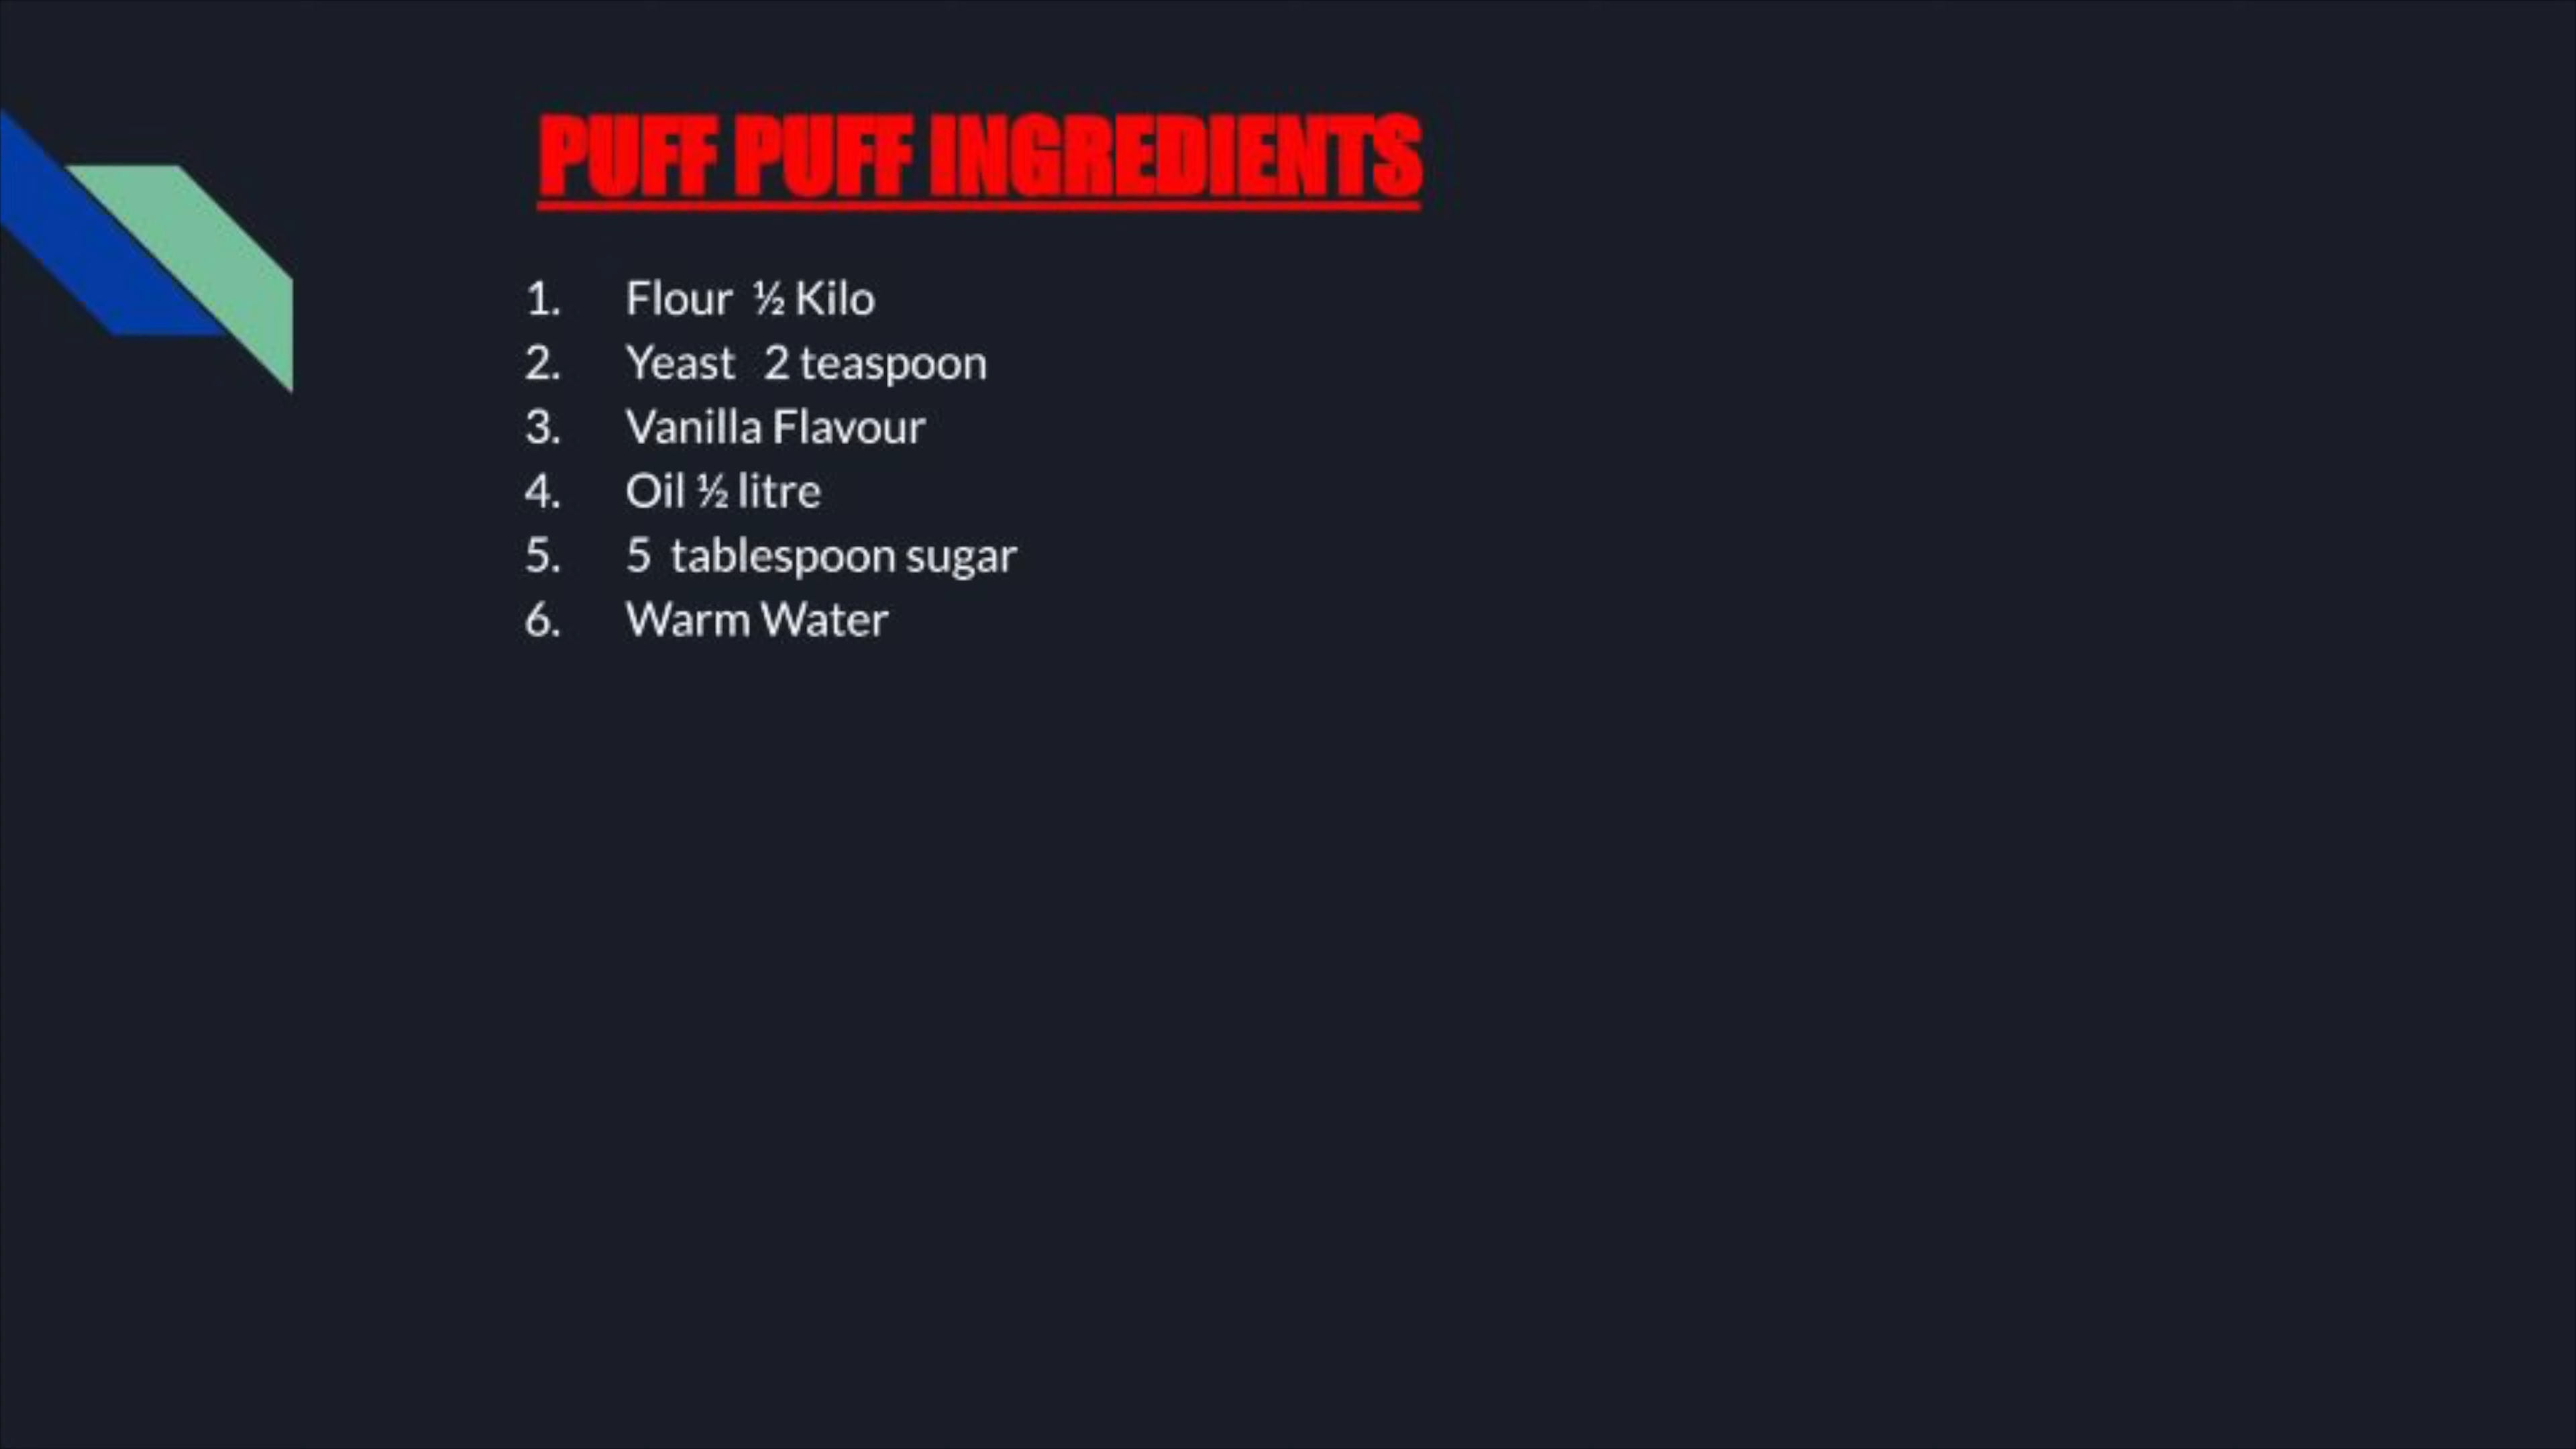 PUFF PUFF INGREDIENTS
1. Flour ½ Kilo
2. Yeast 2 teaspoon
3. Vanilla Flavour
4. Oil ½ litre
5. 5 tablespoon sugar
6. Warm Water